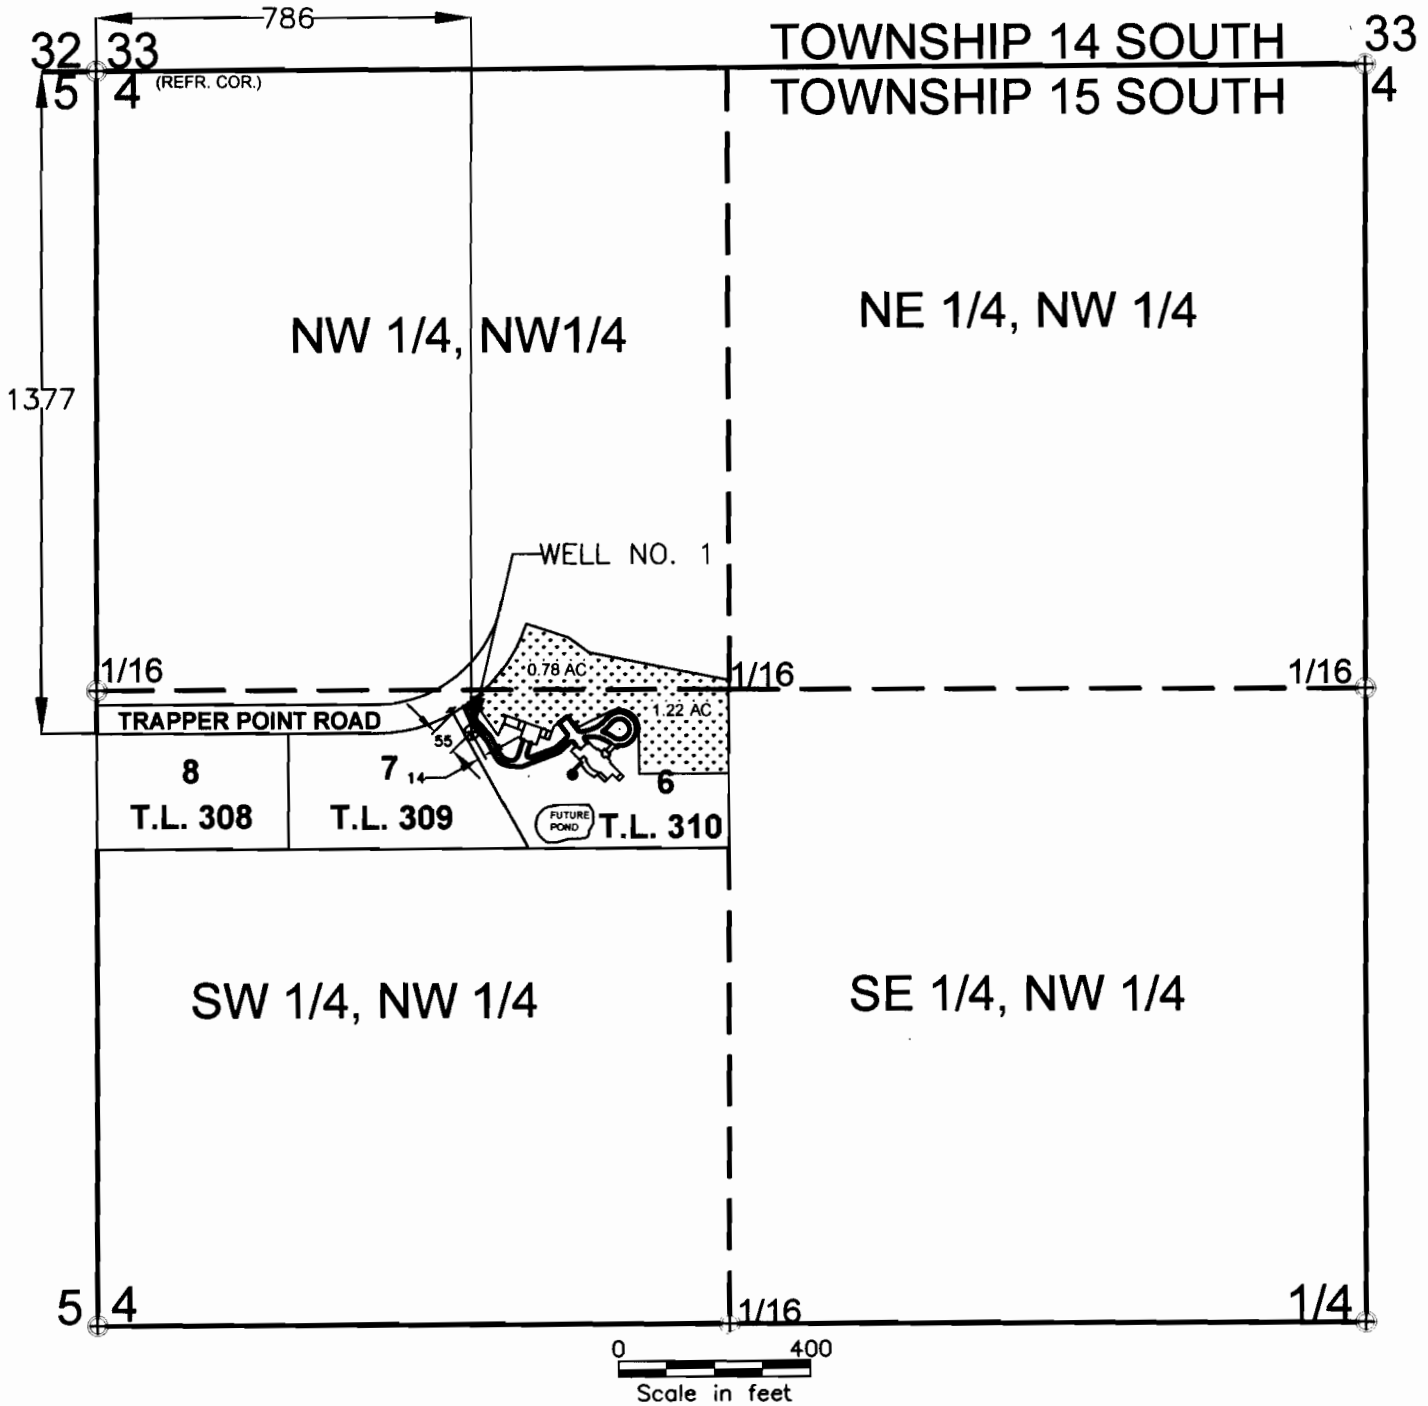 786
32 33
TOWNSHIP 14 SOUTH
33
5 4 (REFR. COR.)
TOWNSHIP 15 SOUTH
4
NW 1/4, NW1/4
NE 1/4, NW 1/4
1377
WELL NO. 1
1/16
0.78 AC
1/16
1/16
1.22 AC
TRAPPER POINT ROAD
55
8
7
14
6
T.L. 308
T.L. 309
FUTURE
POND
T.L. 310
SW 1/4, NW 1/4
SE 1/4, NW 1/4
5 4
1/16
1/4
0 400
Scale in feet